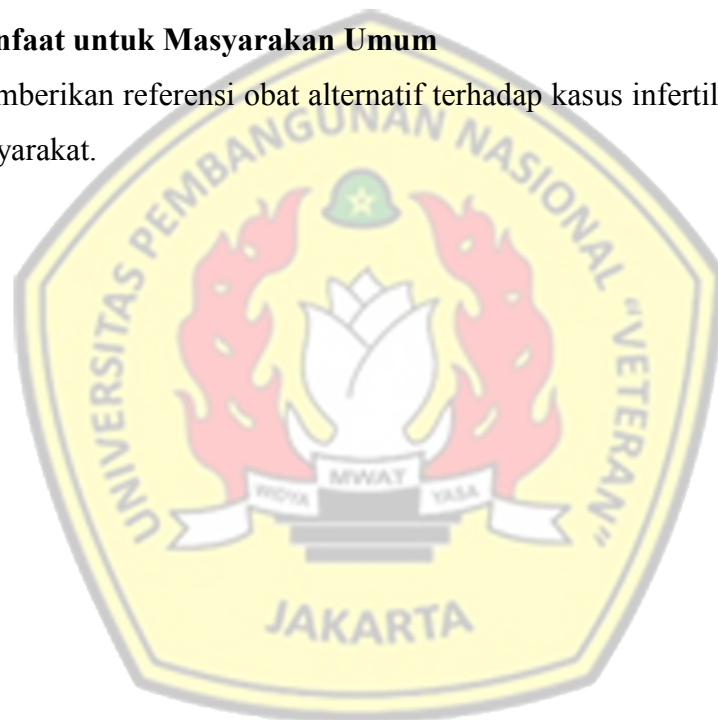 nfaat untuk Masyarakan Umum
mberikan referensi obat alternatif terhadap kasus infertil
yarakat.
UNIVERSITAS PEMBANGUNAN NASIONAL "VETERAN"
WIDYA MWAT YASA
JAKARTA